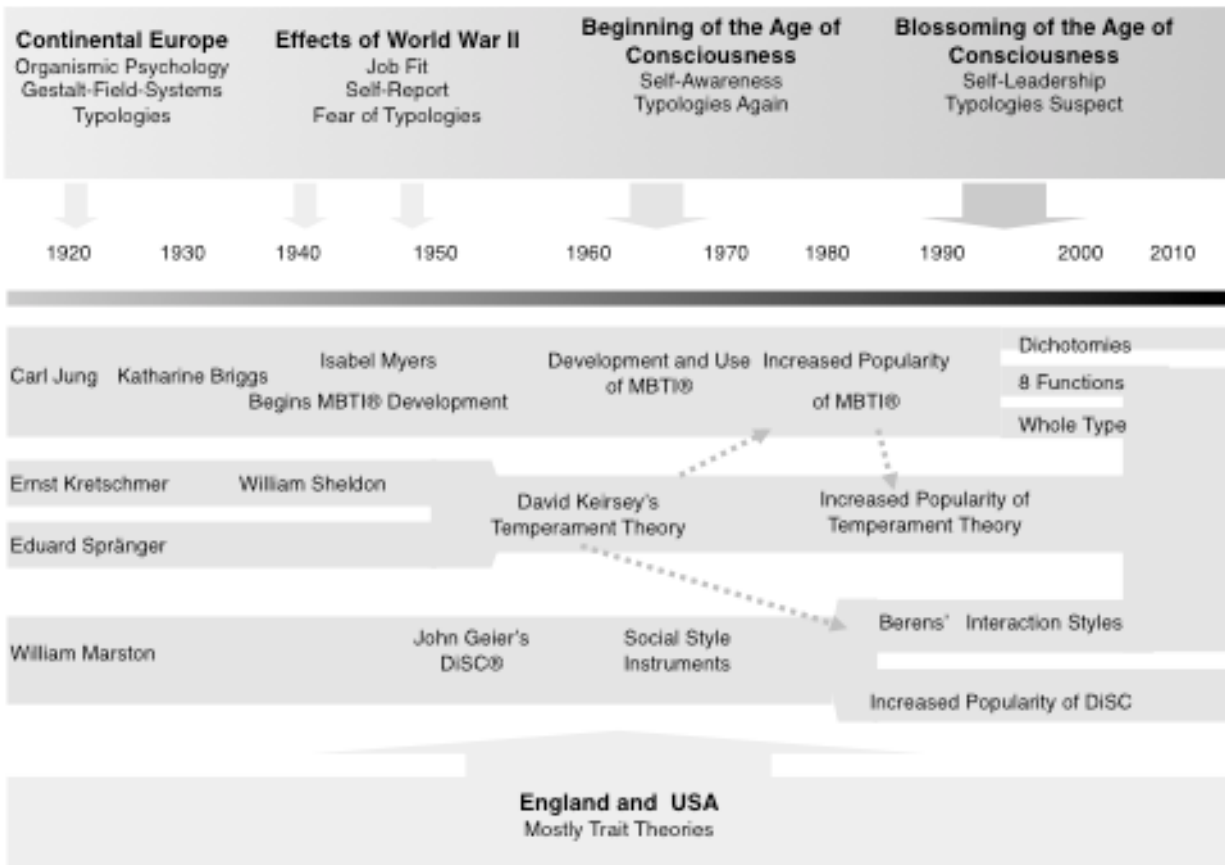 Continental Europe
Organismic Psychology
Gestalt-Field-Systems
Typologies
Effects of World War II
Job Fit
Self-Report
Fear of Typologies
Beginning of the Age of
Consciousness
Self-Awareness
Typologies Again
Blossoming of the Age of
Consciousness
Self-Leadership
Typologies Suspect
1920 1930 1940 1950 1960 1970 1980 1990 2000 2010
Carl Jung
Katharine Briggs
Isabel Myers
Begins MBTI® Development
Development and Use
of MBTI®
Increased Popularity
of MBTI®
Dichotomies
8 Functions
Whole Type
Ernst Kretschmer
William Sheldon
Eduard Spränger
David Keirsey's
Temperament Theory
Increased Popularity of
Temperament Theory
William Marston
John Geier's
DiSC®
Social Style
Instruments
Berens' Interaction Styles
Increased Popularity of DiSC
England and USA
Mostly Trait Theories